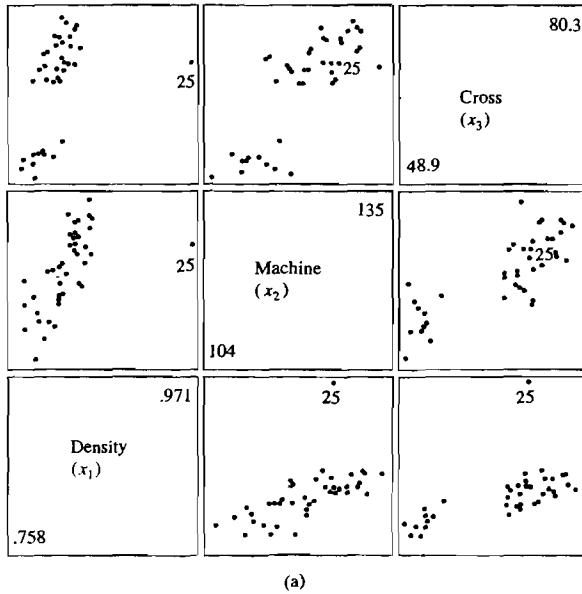 80.3
25
25
Cross
(x₃)
48.9
135
25
25
Machine
(x₂)
104
.971
25
25
Density
(x₁)
.758
(a)